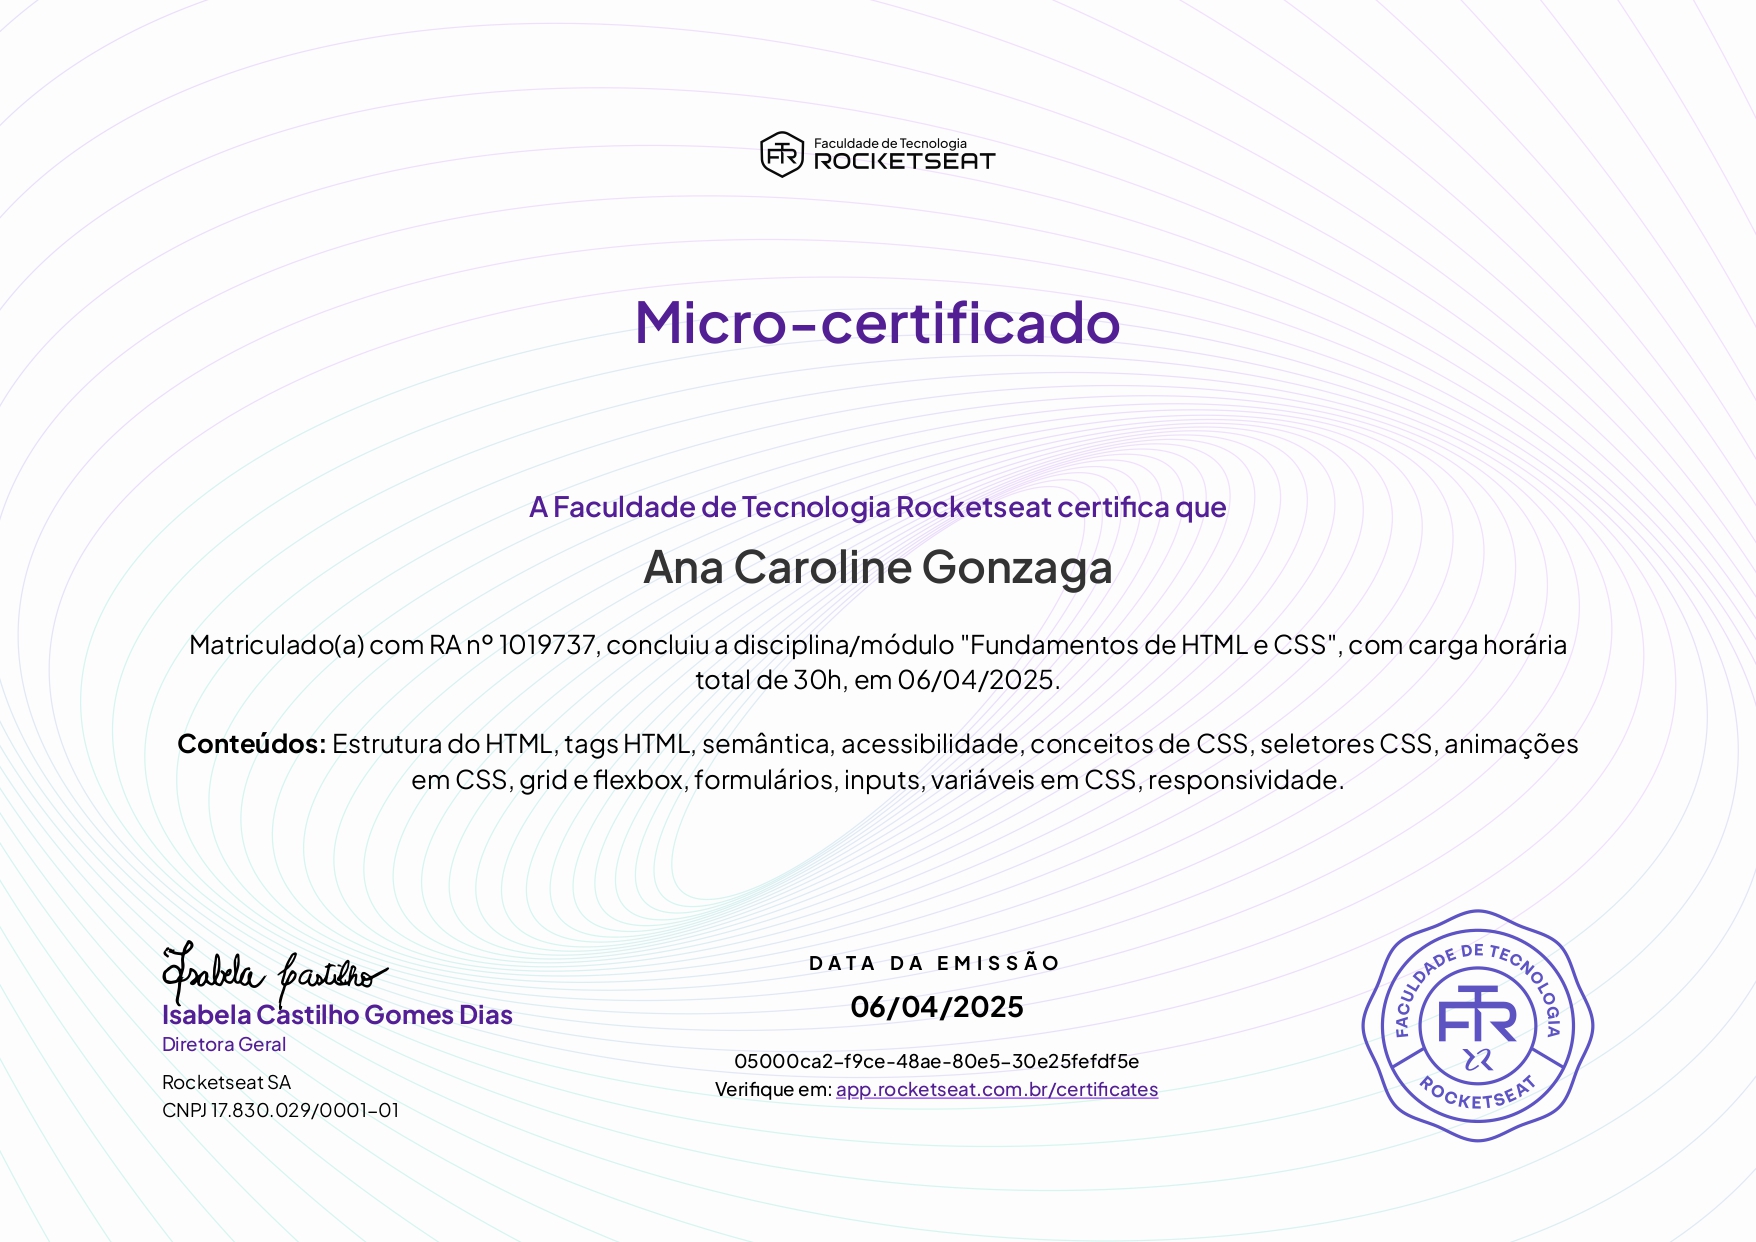 Faculdade de Tecnologia
ROCKETSEAT
Micro-certificado
A Faculdade de Tecnologia Rocketseat certifica que
Ana Caroline Gonzaga
Matriculado(a) com RA nº 1019737, concluiu a disciplina/módulo "Fundamentos de HTML e CSS", com carga horária
total de 30h, em 06/04/2025.
Conteúdos: Estrutura do HTML, tags HTML, semântica, acessibilidade, conceitos de CSS, seletores CSS, animações
em CSS, grid e flexbox, formulários, inputs, variáveis em CSS, responsividade.
Isabela Castilho
Isabela Castilho Gomes Dias
Diretora Geral
Rocketseat SA
CNPJ 17.830.029/0001-01
DATA DA EMISSÃO
06/04/2025
05000ca2-f9ce-48ae-80e5-30e25fefdf5e
Verifique em: app.rocketseat.com.br/certificates
FACULDADE DE TECNOLOGIA
FTR
ROCKETSEAT